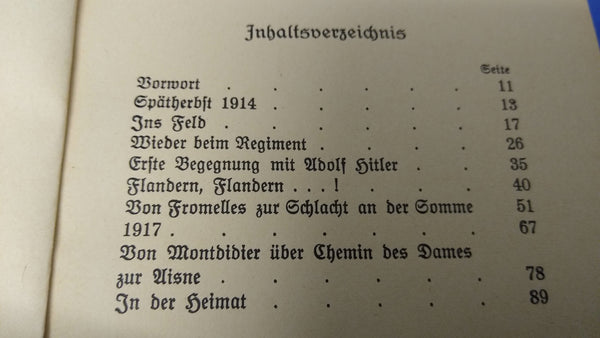 Inhaltsverzeichnis
Seite
Vorwort . . . . . . 11
Spätherbst 1914 . . . . . 13
Ins Feld . . . . . . 17
Wieder beim Regiment . . . . 26
Erste Begegnung mit Adolf Hitler . . 35
Flandern, Flandern . . . ! . . . 40
Von Fromelles zur Schlacht an der Somme 51
1917 . . . . . . . 67
Von Montdidier über Chemin des Dames
zur Aisne . . . . . . 78
In der Heimat . . . . . 89